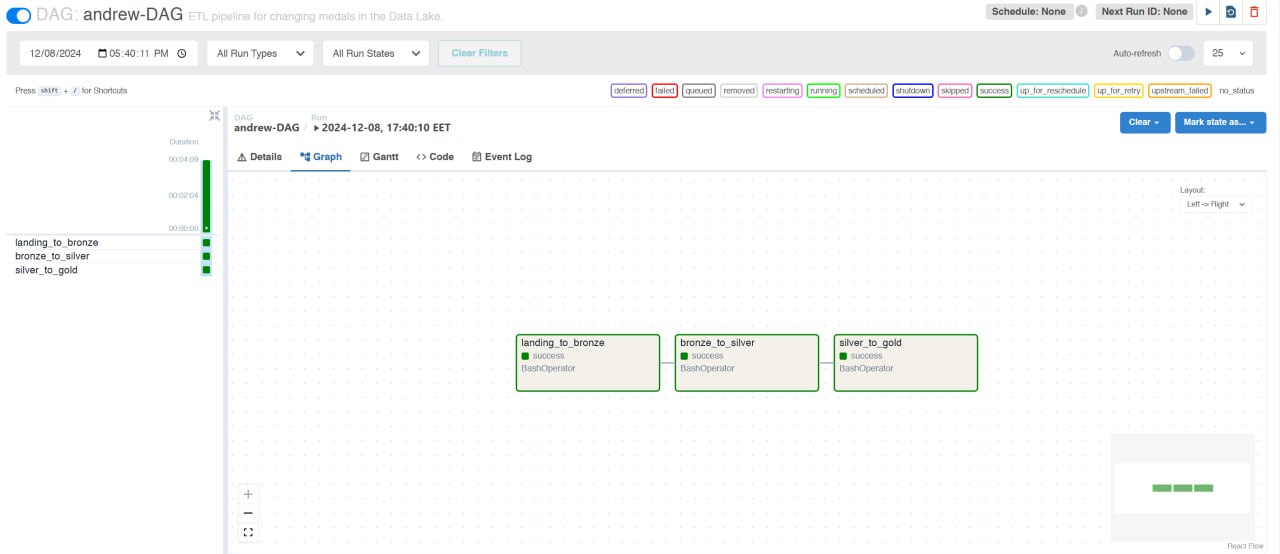 DAG: andrew-DAG ETL pipeline for changing medals in the Data Lake.
Schedule: None
Next Run ID: None
12/08/2024 05:40:11 PM
All Run Types
All Run States
Clear Filters
Auto-refresh
25
Press shift + / for Shortcuts
deferred failed queued removed restarting running scheduled shutdown skipped success up_for_reschedule up_for_retry upstream_failed no_status
Duration
00:04:09
00:02:04
00:00:00
landing_to_bronze
bronze_to_silver
silver_to_gold
DAG
andrew-DAG
/
Run
2024-12-08, 17:40:10 EET
Clear
Mark state as...
Details
Graph
Gantt
Code
Event Log
Layout:
Left -> Right
landing_to_bronze
success
BashOperator
bronze_to_silver
success
BashOperator
silver_to_gold
success
BashOperator
React Flow